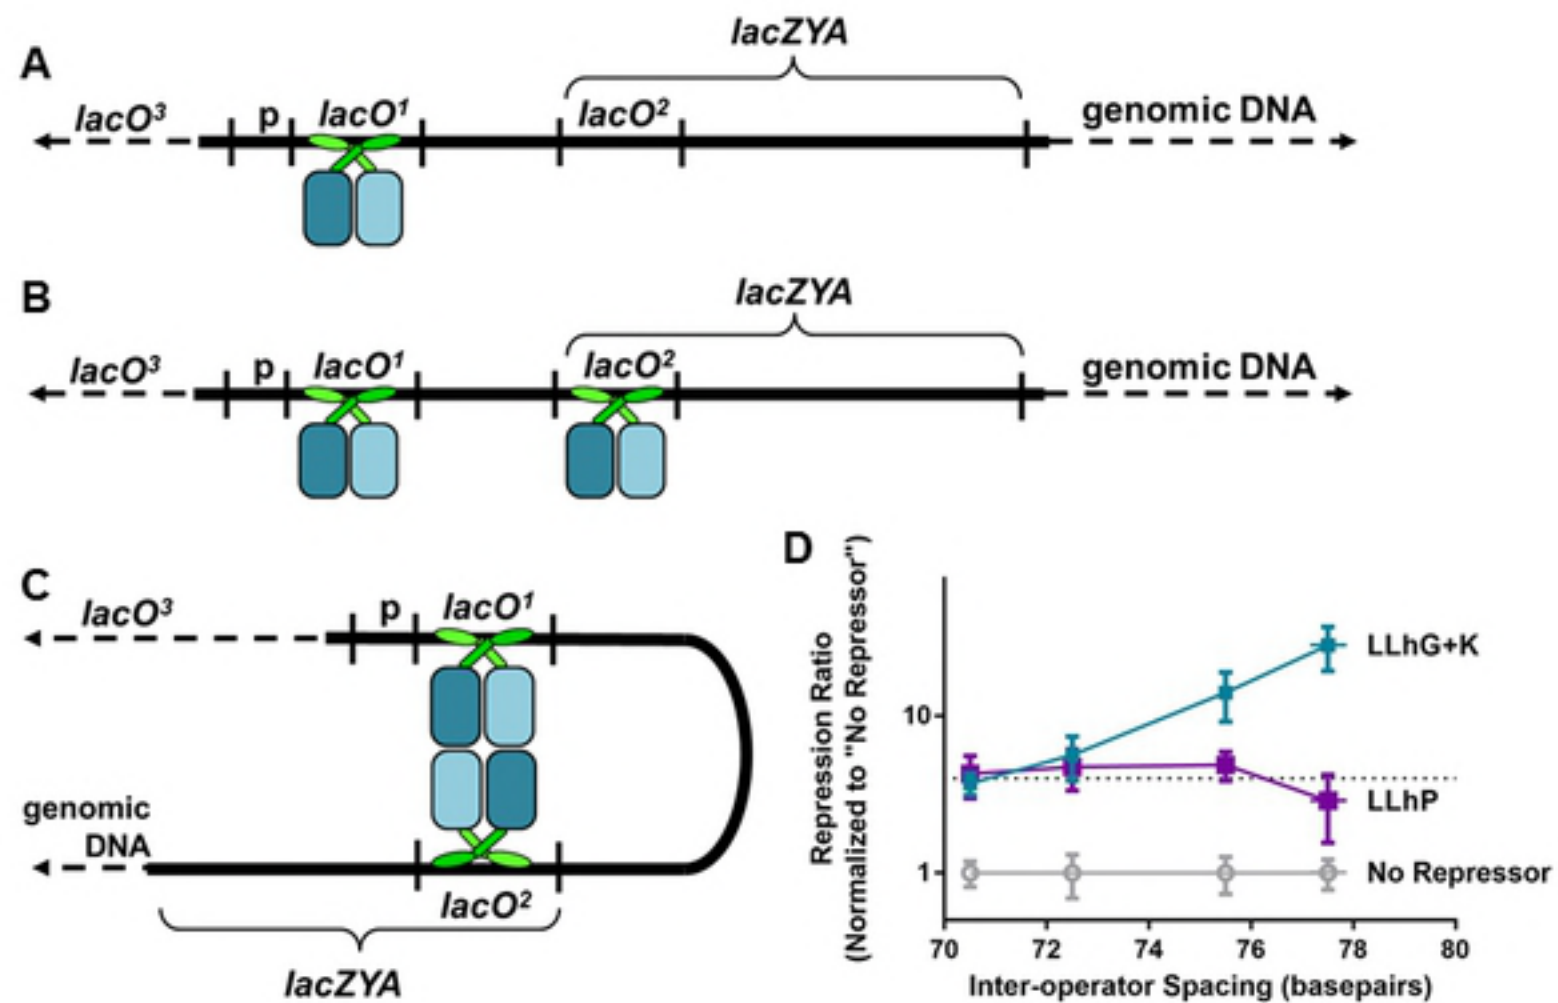 A
lacZYA
lacO³ p lacO¹ lacO² genomic DNA
B
lacZYA
lacO³ p lacO¹ lacO² genomic DNA
C
lacO³ p lacO¹
genomic
DNA
lacO²
lacZYA
D
Repression Ratio
(Normalized to "No Repressor")
10
1
LLhG+K
LLhP
No Repressor
70 72 74 76 78 80
Inter-operator Spacing (basepairs)